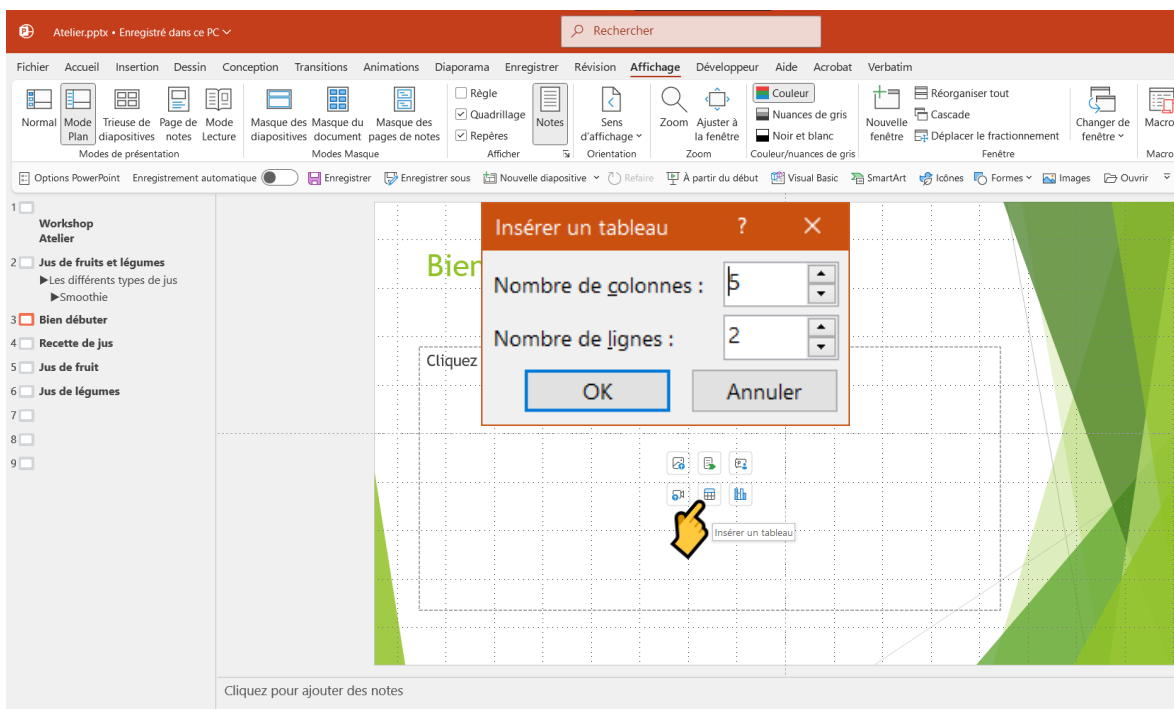 Atelier.pptx • Enregistré dans ce PC
Rechercher
Fichier Accueil Insertion Dessin Conception Transitions Animations Diaporama Enregistrer Révision Affichage Développeur Aide Acrobat Verbatim
Normal
Mode Plan
Trieuse de diapositives
Page de notes
Mode Lecture
Modes de présentation
Masque des diapositives
Masque du document
Masque des pages de notes
Modes Masque
Règle
Quadrillage
Repères
Notes
Afficher
Sens d'affichage
Orientation
Zoom
Ajuster à la fenêtre
Zoom
Couleur
Nuances de gris
Noir et blanc
Couleur/nuances de gris
Nouvelle fenêtre
Réorganiser tout
Cascade
Déplacer le fractionnement
Changer de fenêtre
Fenêtre
Macro
Macro
Options PowerPoint Enregistrement automatique Enregistrer Enregistrer sous Nouvelle diapositive Refaire À partir du début Visual Basic SmartArt Icônes Formes Images Ouvrir
1
Workshop
Atelier
2 Jus de fruits et légumes
Les différents types de jus
Smoothie
3 Bien débuter
4 Recette de jus
5 Jus de fruit
6 Jus de légumes
7
8
9
Bien
Cliquez
Insérer un tableau ?
Nombre de colonnes : 5
Nombre de lignes : 2
OK Annuler
Insérer un tableau
Cliquez pour ajouter des notes